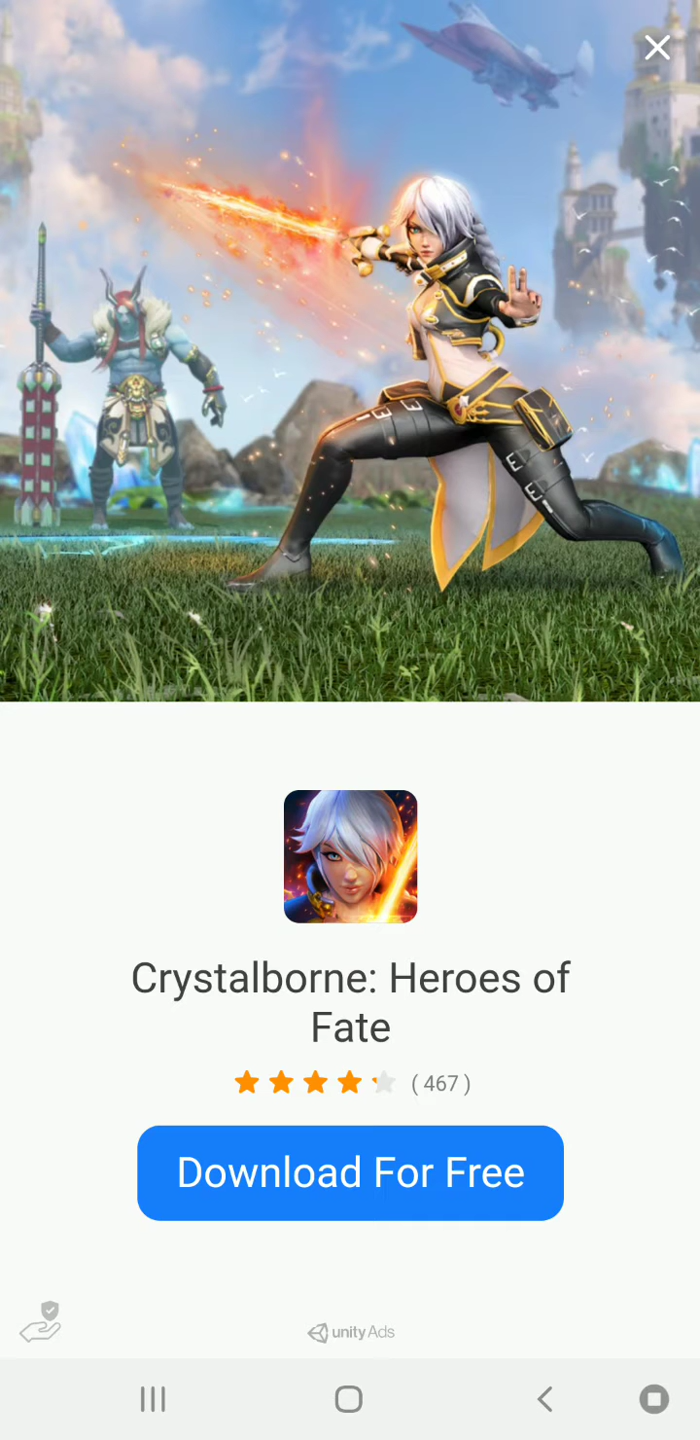 Crystalborne: Heroes of
Fate
( 467 )
Download For Free
unity Ads